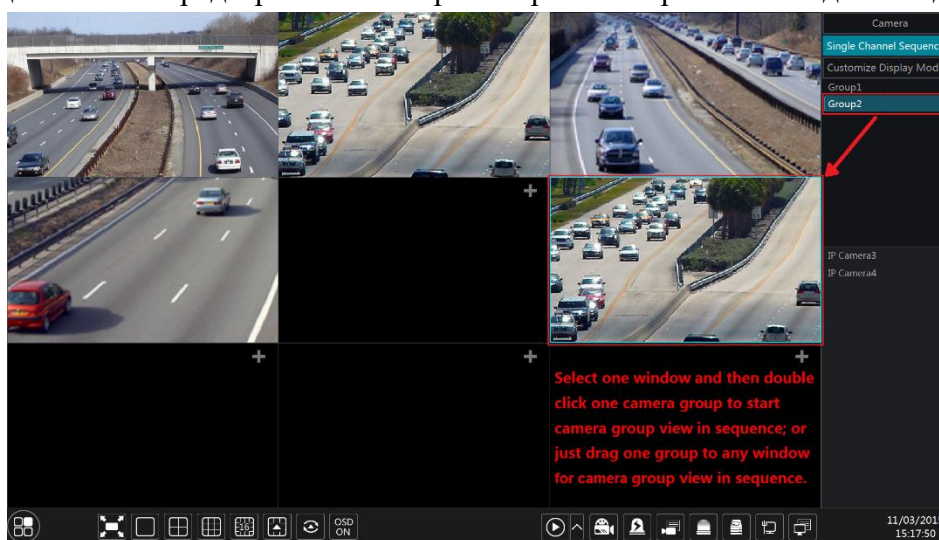 Camera
Single Channel Sequenc
Customize Display Mod
Group1
Group2
IP Camera3
IP Camera4
Select one window and then double
click one camera group to start
camera group view in sequence; or
just drag one group to any window
for camera group view in sequence.
16
OSD
ON
11/03/2015
15:17:50